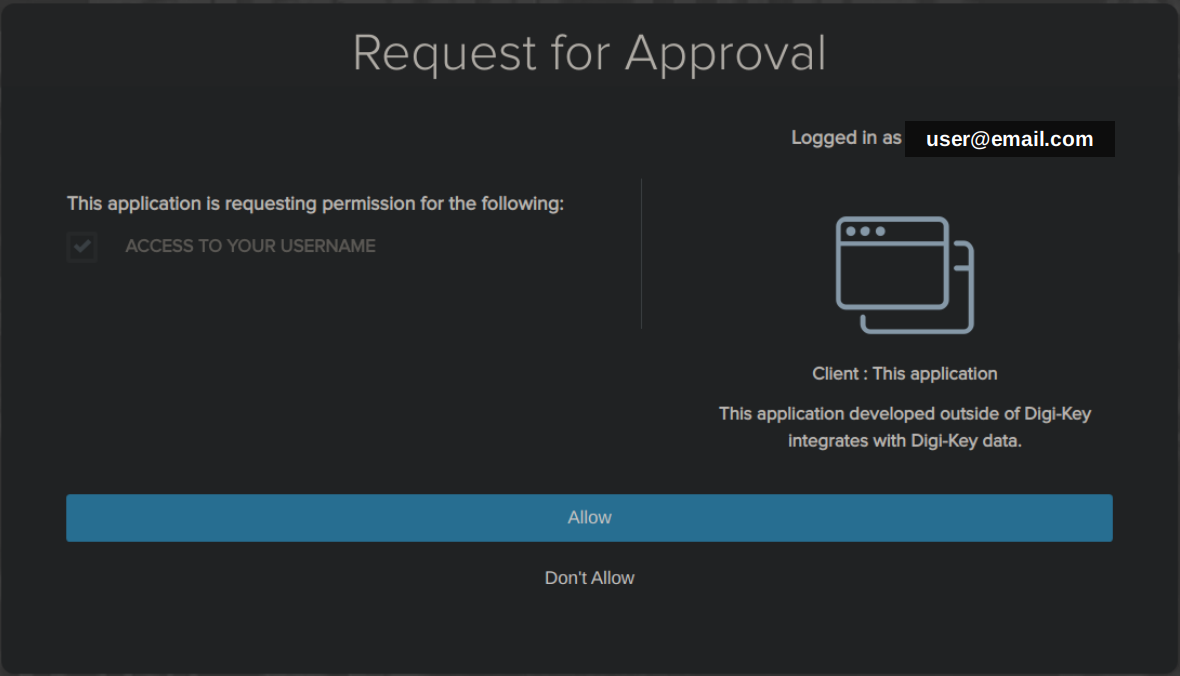 Request for Approval
Logged in as user@email.com
This application is requesting permission for the following:
ACCESS TO YOUR USERNAME
Client : This application
This application developed outside of Digi-Key
integrates with Digi-Key data.
Allow
Don't Allow